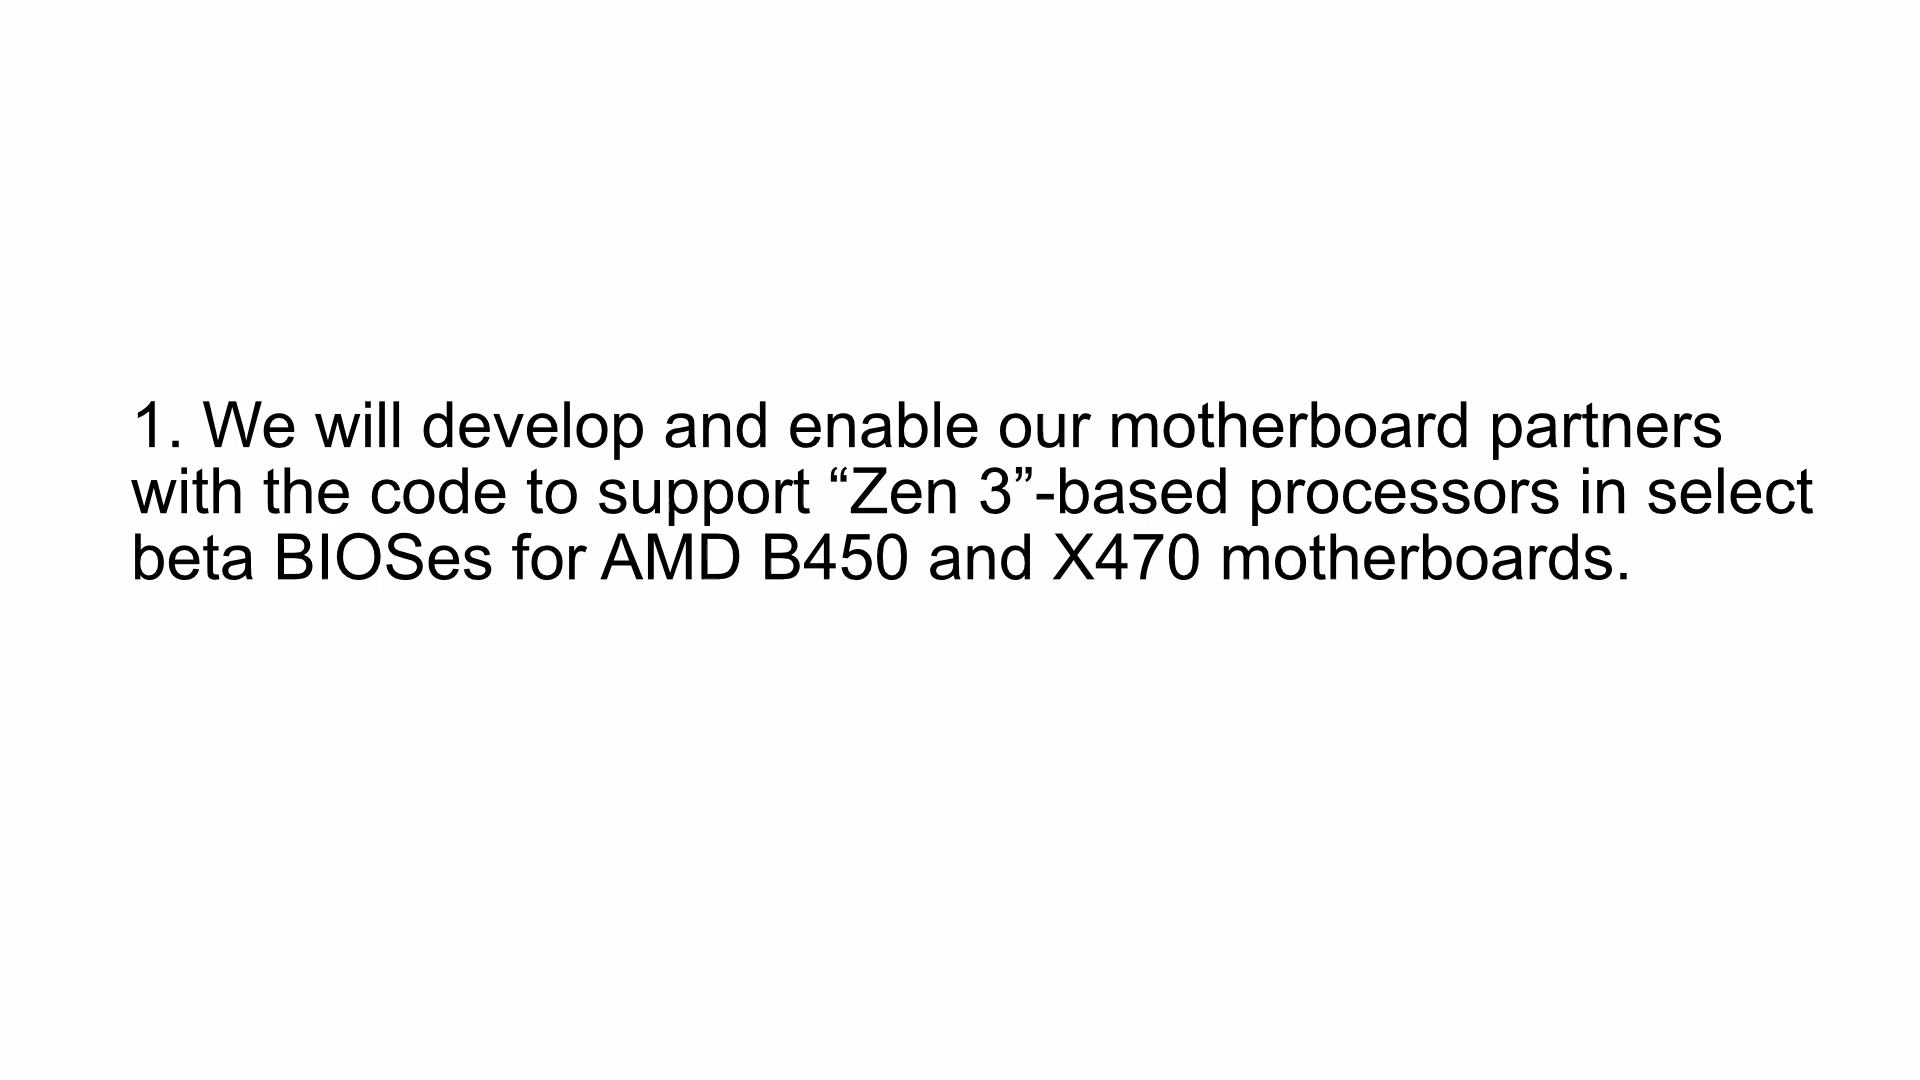 1. We will develop and enable our motherboard partners
with the code to support “Zen 3”-based processors in select
beta BIOSes for AMD B450 and X470 motherboards.